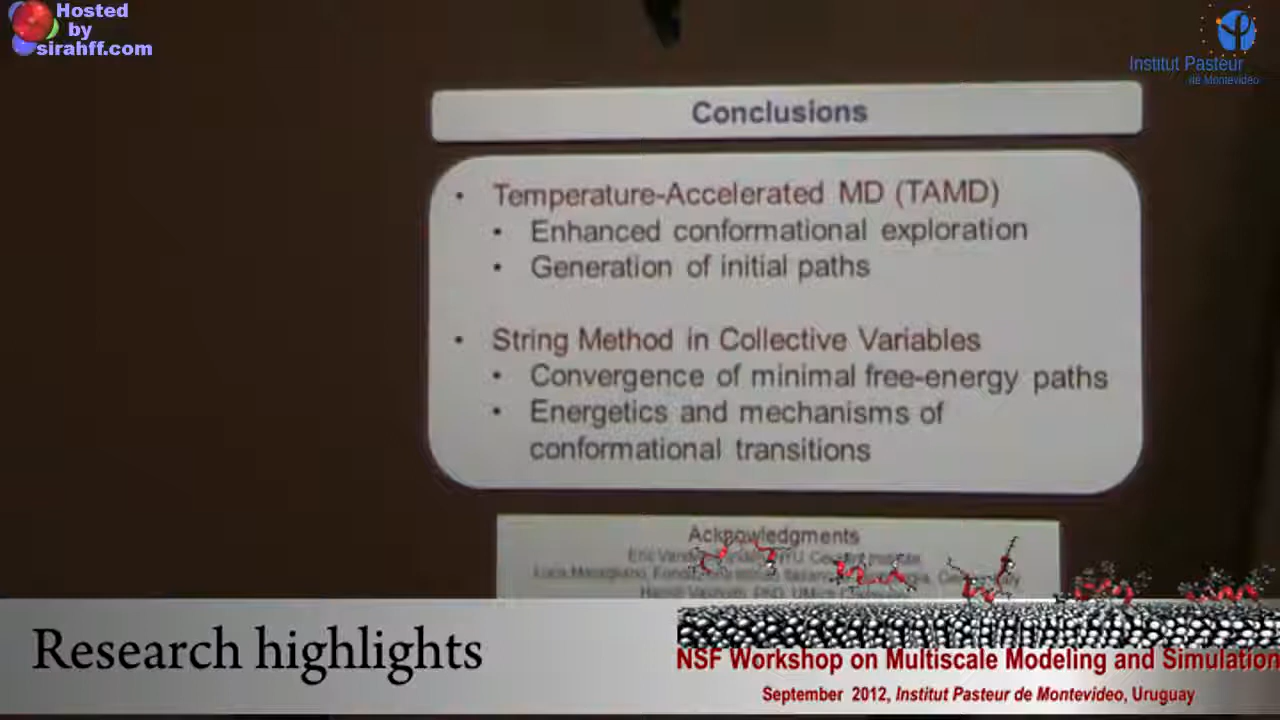 Hosted
by
sirahff.com
Institut Pasteur
de Montevideo
Conclusions
• Temperature-Accelerated MD (TAMD)
• Enhanced conformational exploration
• Generation of initial paths
• String Method in Collective Variables
• Convergence of minimal free-energy paths
• Energetics and mechanisms of
conformational transitions
Acknowledgments
Eric
Research highlights
NSF Workshop on Multiscale Modeling and Simulation
September 2012, Institut Pasteur de Montevideo, Uruguay